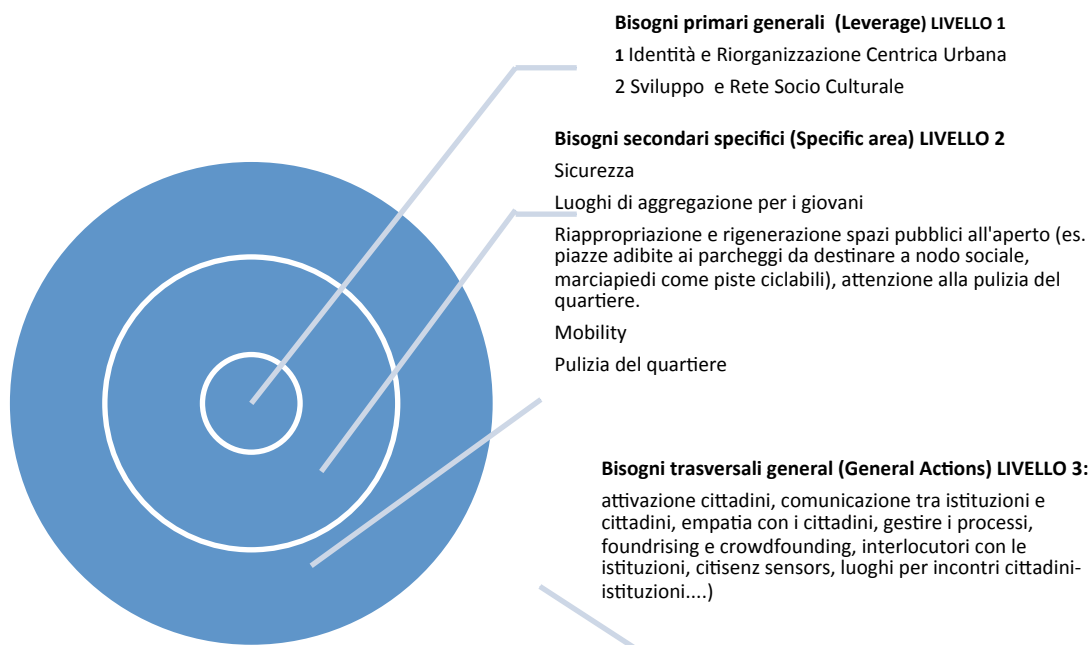 Bisogni primari generali  (Leverage) LIVELLO 1
1 Identità e Riorganizzazione Centrica Urbana
2 Sviluppo  e Rete Socio Culturale
Bisogni secondari specifici (Specific area) LIVELLO 2
Sicurezza
Luoghi di aggregazione per i giovani
Riappropriazione e rigenerazione spazi pubblici all'aperto (es.
piazze adibite ai parcheggi da destinare a nodo sociale,
marciapiedi come piste ciclabili), attenzione alla pulizia del
quartiere.
Mobility
Pulizia del quartiere
Bisogni trasversali general (General Actions) LIVELLO 3:
attivazione cittadini, comunicazione tra istituzioni e
cittadini, empatia con i cittadini, gestire i processi,
foundrising e crowdfounding, interlocutori con le
istituzioni, citisenz sensors, luoghi per incontri cittadini-
istituzioni....)